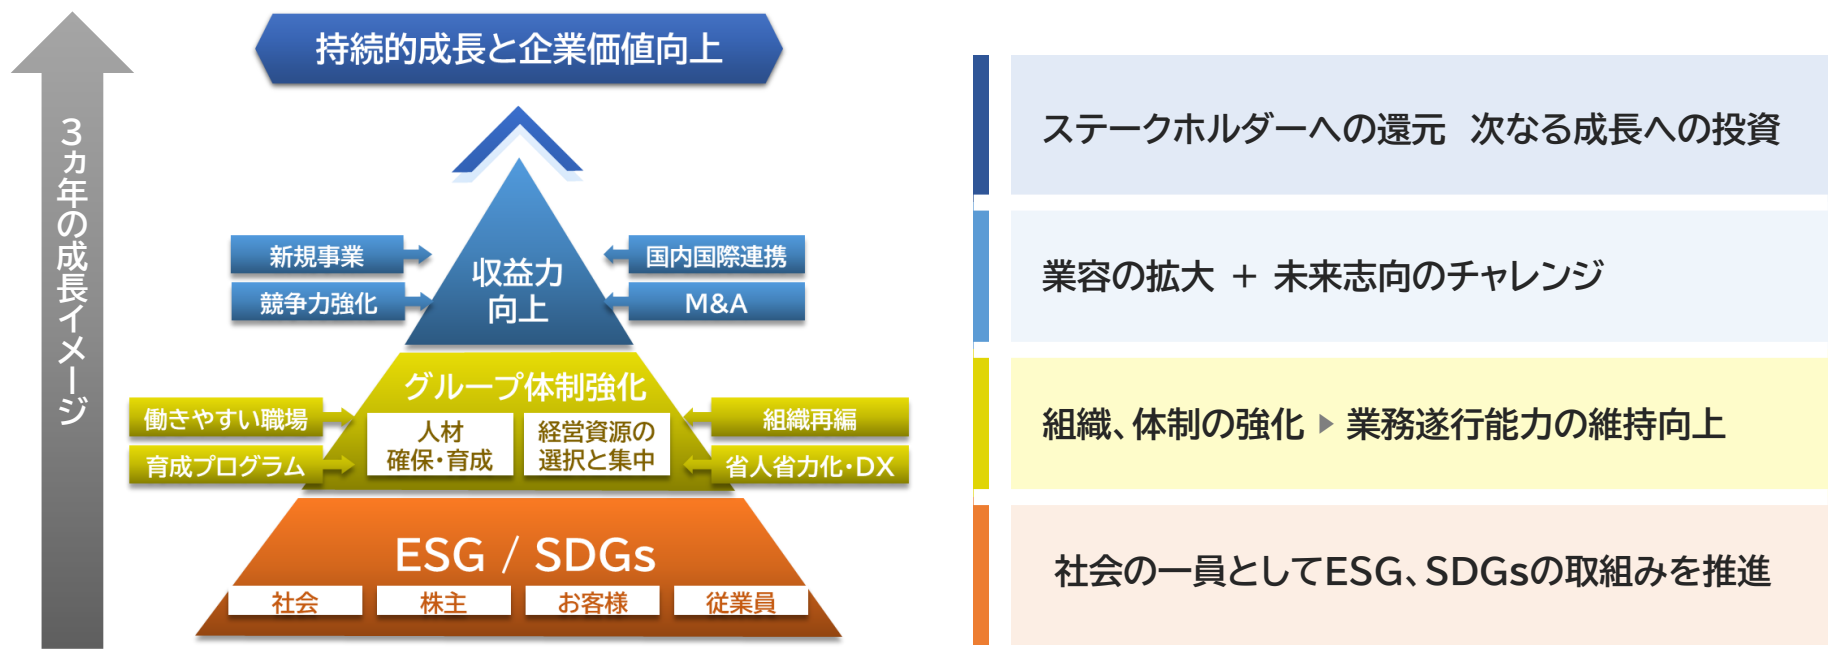 3ヵ年の成長イメージ
持続的成長と企業価値向上
新規事業
競争力強化
収益力
向上
国内国際連携
M&A
グループ体制強化
働きやすい職場
育成プログラム
人材
確保・育成
経営資源の
選択と集中
組織再編
省人省力化・DX
ESG / SDGs
社会
株主
お客様
従業員
ステークホルダーへの還元 次なる成長への投資
業容の拡大 + 未来志向のチャレンジ
組織、体制の強化 ▶ 業務遂行能力の維持向上
社会の一員としてESG、SDGsの取組みを推進